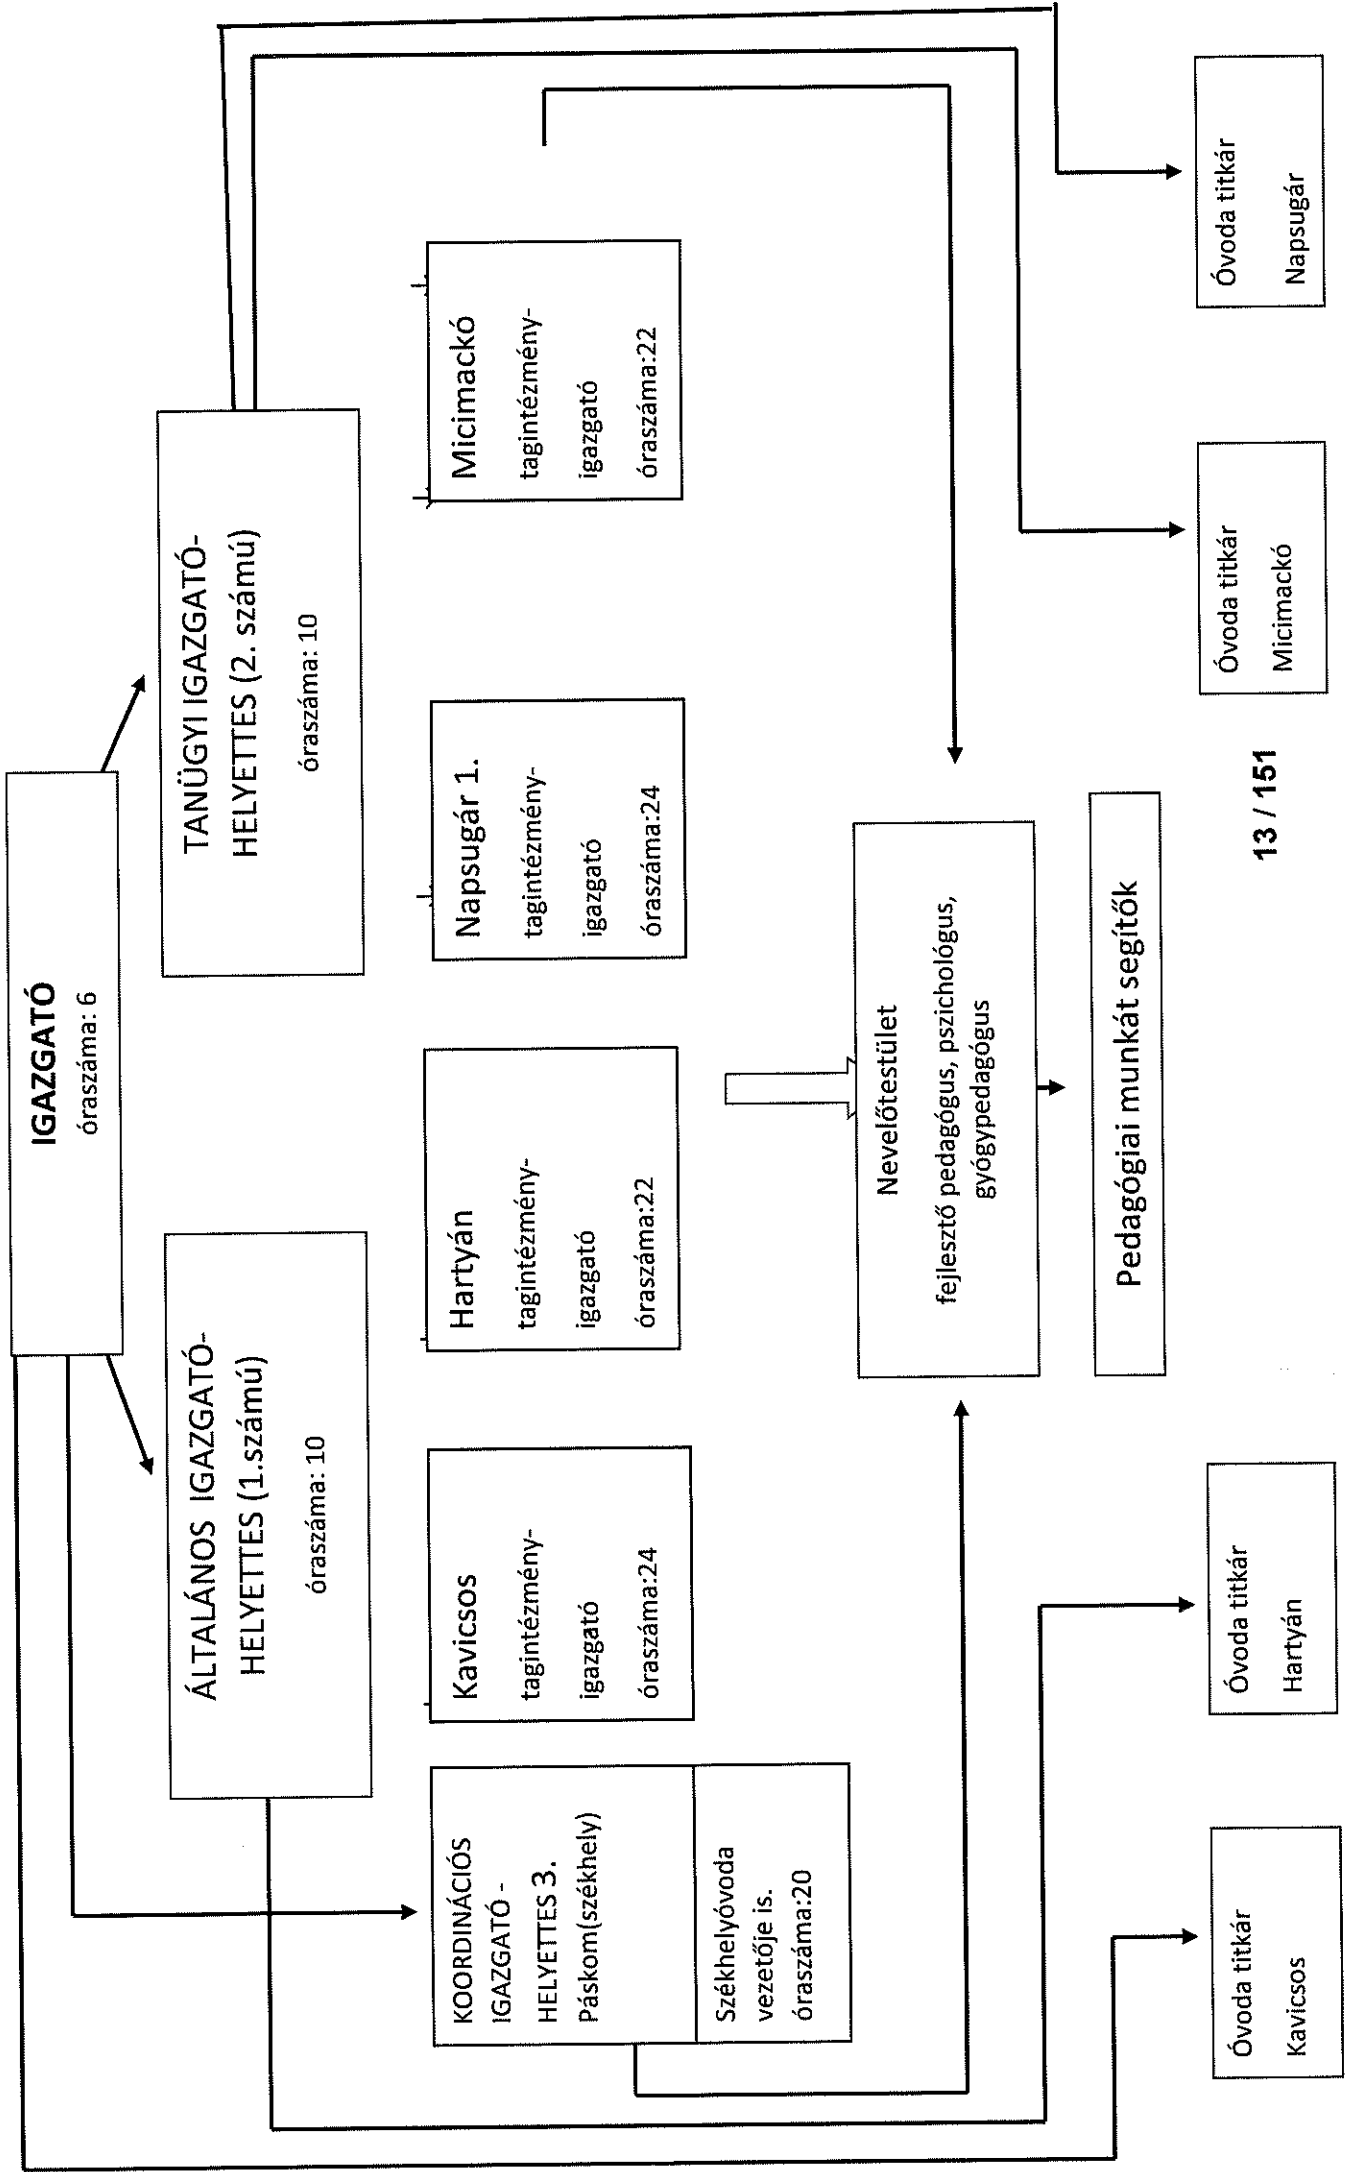 IGAZGATÓ
óraszáma: 6
ÁLTALÁNOS IGAZGATÓ-
HELYETTES (1.számú)
óraszáma: 10
TANÜGYI IGAZGATÓ-
HELYETTES (2. számú)
óraszáma: 10
KOORDINÁCIÓS
IGAZGATÓ -
HELYETTES 3.
Páskom(székhely)
Székhelyóvoda
vezetője is.
óraszáma:20
Kavicsos
tagintézmény-
igazgató
óraszáma:24
Hartyán
tagintézmény-
igazgató
óraszáma:22
Napsugár 1.
tagintézmény-
igazgató
óraszáma:24
Micimackó
tagintézmény-
igazgató
óraszáma:22
Nevelőtestület
fejlesztő pedagógus, pszichológus,
gyógypedagógus
Pedagógiai munkát segítők
Óvoda titkár
Kavicsos
Óvoda titkár
Hartyán
Óvoda titkár
Micimackó
Óvoda titkár
Napsugár
13 / 151